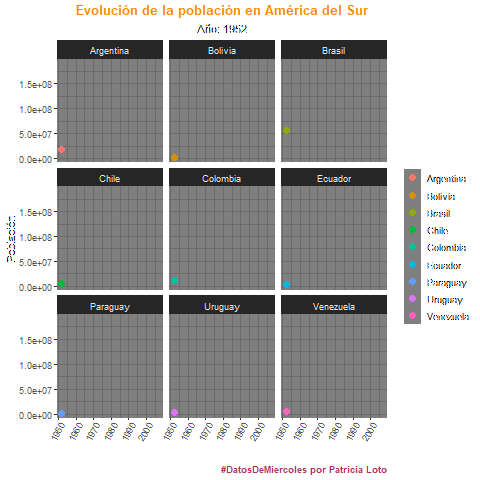 Evolución de la población en América del Sur
Año: 1952
Argentina Bolivia Brasil
1.5e+08
1.0e+08
5.0e+07
0.0e+00
Chile Colombia Ecuador
1.5e+08
1.0e+08
5.0e+07
0.0e+00
Paraguay Uruguay Venezuela
1.5e+08
1.0e+08
5.0e+07
0.0e+00
1950 1960 1970 1980 1990 2000 1950 1960 1970 1980 1990 2000 1950 1960 1970 1980 1990 2000
Población
Argentina
Bolivia
Brasil
Chile
Colombia
Ecuador
Paraguay
Uruguay
Venezuela
#DatosDeMiercoles por Patricia Loto